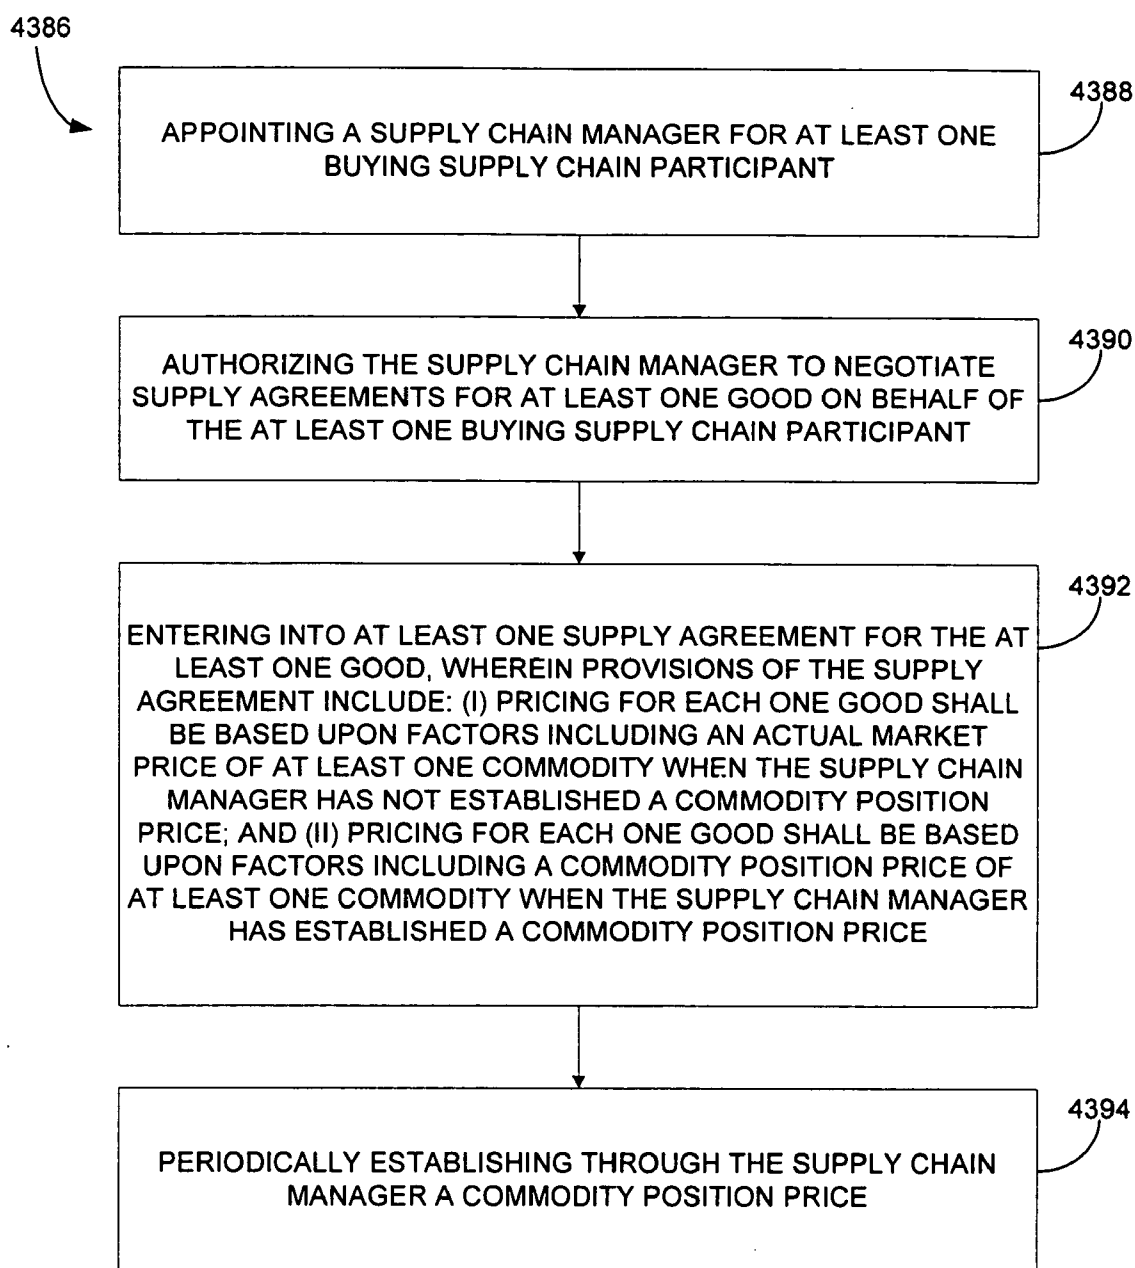 4386
4388
APPOINTING A SUPPLY CHAIN MANAGER FOR AT LEAST ONE
BUYING SUPPLY CHAIN PARTICIPANT
4390
AUTHORIZING THE SUPPLY CHAIN MANAGER TO NEGOTIATE
SUPPLY AGREEMENTS FOR AT LEAST ONE GOOD ON BEHALF OF
THE AT LEAST ONE BUYING SUPPLY CHAIN PARTICIPANT
4392
ENTERING INTO AT LEAST ONE SUPPLY AGREEMENT FOR THE AT
LEAST ONE GOOD, WHEREIN PROVISIONS OF THE SUPPLY
AGREEMENT INCLUDE: (I) PRICING FOR EACH ONE GOOD SHALL
BE BASED UPON FACTORS INCLUDING AN ACTUAL MARKET
PRICE OF AT LEAST ONE COMMODITY WHEN THE SUPPLY CHAIN
MANAGER HAS NOT ESTABLISHED A COMMODITY POSITION
PRICE; AND (II) PRICING FOR EACH ONE GOOD SHALL BE BASED
UPON FACTORS INCLUDING A COMMODITY POSITION PRICE OF
AT LEAST ONE COMMODITY WHEN THE SUPPLY CHAIN MANAGER
HAS ESTABLISHED A COMMODITY POSITION PRICE
4394
PERIODICALLY ESTABLISHING THROUGH THE SUPPLY CHAIN
MANAGER A COMMODITY POSITION PRICE